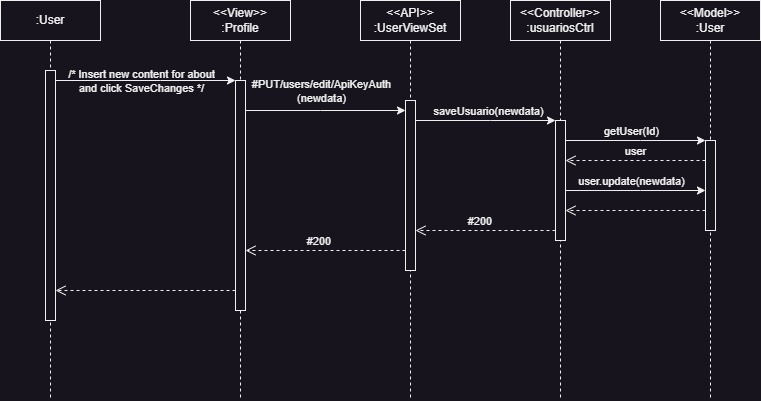 :User
<<View>>
:Profile
<<API>>
:UserViewSet
<<Controller>>
:usuariosCtrl
<<Model>>
:User
/* Insert new content for about
and click SaveChanges */
#PUT/users/edit/ApiKeyAuth
(newdata)
saveUsuario(newdata)
getUser(Id)
user
user.update(newdata)
#200
#200